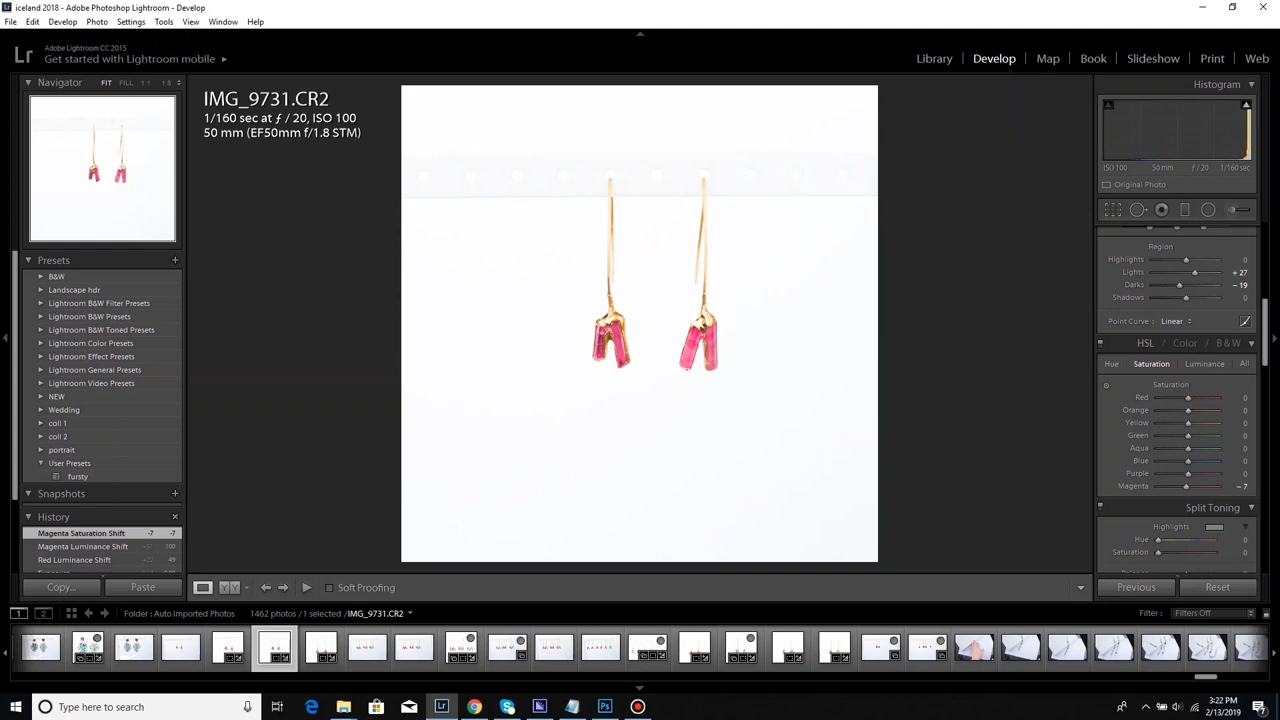 iceland 2018 - Adobe Photoshop Lightroom - Develop
File Edit Develop Photo Settings Tools View Window Help
Lr
Adobe Lightroom CC 2015
Get started with Lightroom mobile
Library Develop Map Book Slideshow Print Web
Navigator FIT FILL 1:1
Histogram
IMG_9731.CR2
1/160 sec at ƒ / 20, ISO 100
50 mm (EF50mm f/1.8 STM)
ISO 100 50 mm ƒ / 20 1/160 sec
Original Photo
Region
Highlights 0
Lights + 27
Darks – 19
Shadows 0
Point Curve : Linear
HSL / Color / B & W
Hue Saturation Luminance All
Saturation
Red 0
Orange 0
Yellow 0
Green 0
Aqua 0
Blue 0
Purple 0
Magenta – 7
Split Toning
Highlights
Hue 0
Saturation 0
Presets
B&W
Landscape hdr
Lightroom B&W Filter Presets
Lightroom B&W Presets
Lightroom B&W Toned Presets
Lightroom Color Presets
Lightroom Effect Presets
Lightroom General Presets
Lightroom Video Presets
NEW
Wedding
coll 1
coll 2
portrait
User Presets
fursty
Snapshots
History
Magenta Saturation Shift -7 -7
Magenta Luminance Shift 100
Red Luminance Shift 49
Copy... Paste
Soft Proofing
Previous Reset
1 2 Folder : Auto Imported Photos 1462 photos / 1 selected / IMG_9731.CR2
Filter : Filters Off
Type here to search
3:22 PM
2/13/2019